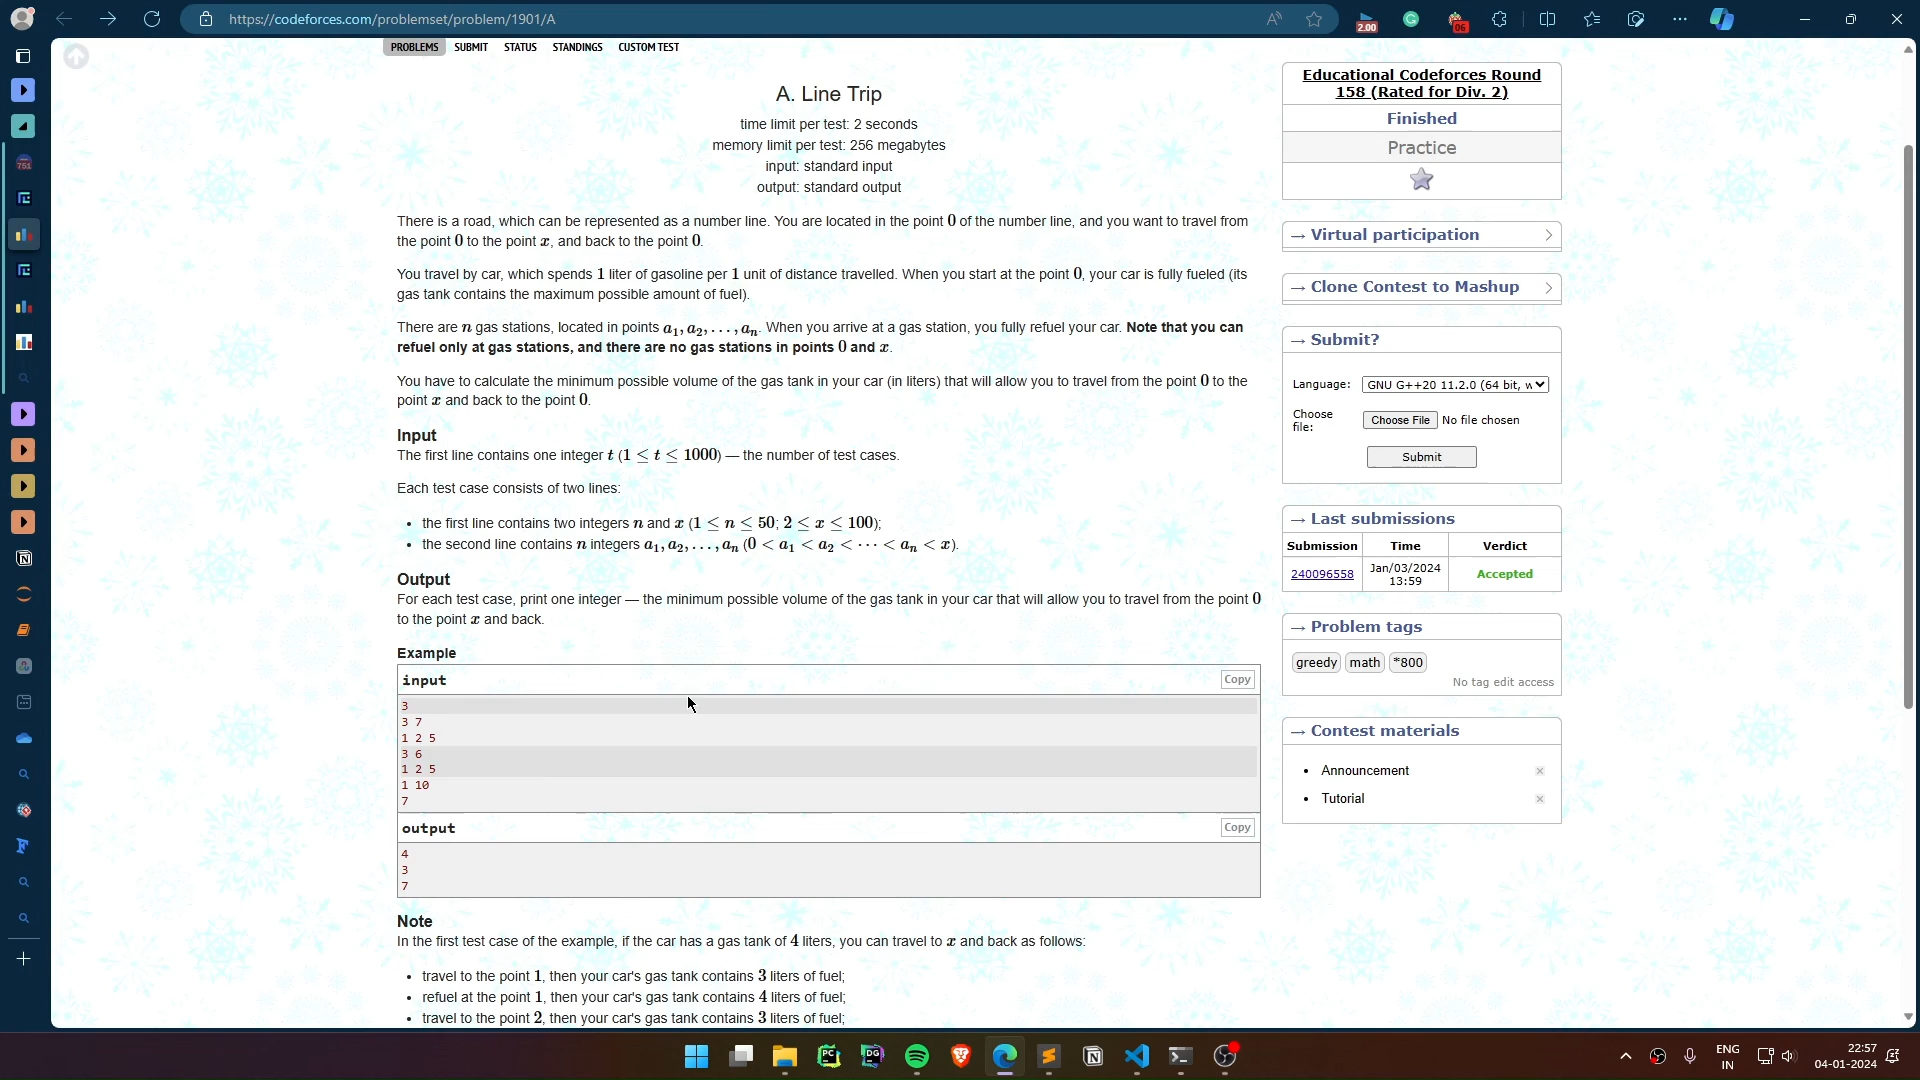 https://codeforces.com/problemset/problem/1901/A
2.00
06
PROBLEMS SUBMIT STATUS STANDINGS CUSTOM TEST
A. Line Trip
time limit per test: 2 seconds
memory limit per test: 256 megabytes
input: standard input
output: standard output
There is a road, which can be represented as a number line. You are located in the point 0 of the number line, and you want to travel from
the point 0 to the point x, and back to the point 0.
You travel by car, which spends 1 liter of gasoline per 1 unit of distance travelled. When you start at the point 0, your car is fully fueled (its
gas tank contains the maximum possible amount of fuel).
There are n gas stations, located in points a₁, a₂, . . . , aₙ. When you arrive at a gas station, you fully refuel your car. Note that you can
refuel only at gas stations, and there are no gas stations in points 0 and x.
You have to calculate the minimum possible volume of the gas tank in your car (in liters) that will allow you to travel from the point 0 to the
point x and back to the point 0.
Input
The first line contains one integer t (1 ≤ t ≤ 1000) — the number of test cases.
Each test case consists of two lines:
• the first line contains two integers n and x (1 ≤ n ≤ 50; 2 ≤ x ≤ 100);
• the second line contains n integers a₁, a₂, . . . , aₙ (0 < a₁ < a₂ < ⋯ < aₙ < x).
Output
For each test case, print one integer — the minimum possible volume of the gas tank in your car that will allow you to travel from the point 0
to the point x and back.
Example
input
Copy
3
3 7
1 2 5
3 6
1 2 5
1 10
7
output
Copy
4
3
7
Note
In the first test case of the example, if the car has a gas tank of 4 liters, you can travel to x and back as follows:
• travel to the point 1, then your car's gas tank contains 3 liters of fuel;
• refuel at the point 1, then your car's gas tank contains 4 liters of fuel;
• travel to the point 2, then your car's gas tank contains 3 liters of fuel;
Educational Codeforces Round
158 (Rated for Div. 2)
Finished
Practice
→ Virtual participation
→ Clone Contest to Mashup
→ Submit?
Language: GNU G++20 11.2.0 (64 bit, w
Choose
file:
Choose File No file chosen
Submit
→ Last submissions
Submission Time Verdict
240096558
Jan/03/2024
13:59
Accepted
→ Problem tags
greedy math *800
No tag edit access
→ Contest materials
• Announcement
• Tutorial
751
PC
DG
ENG
IN
22:57
04-01-2024